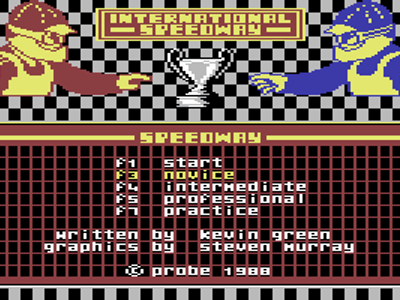 INTERNATIONAL
SPEEDWAY
SPEEDWAY
f1 start
f3 novice
f4 intermediate
f5 professional
f7 practice
written by kevin green
graphics by steven murray
© probe 1988